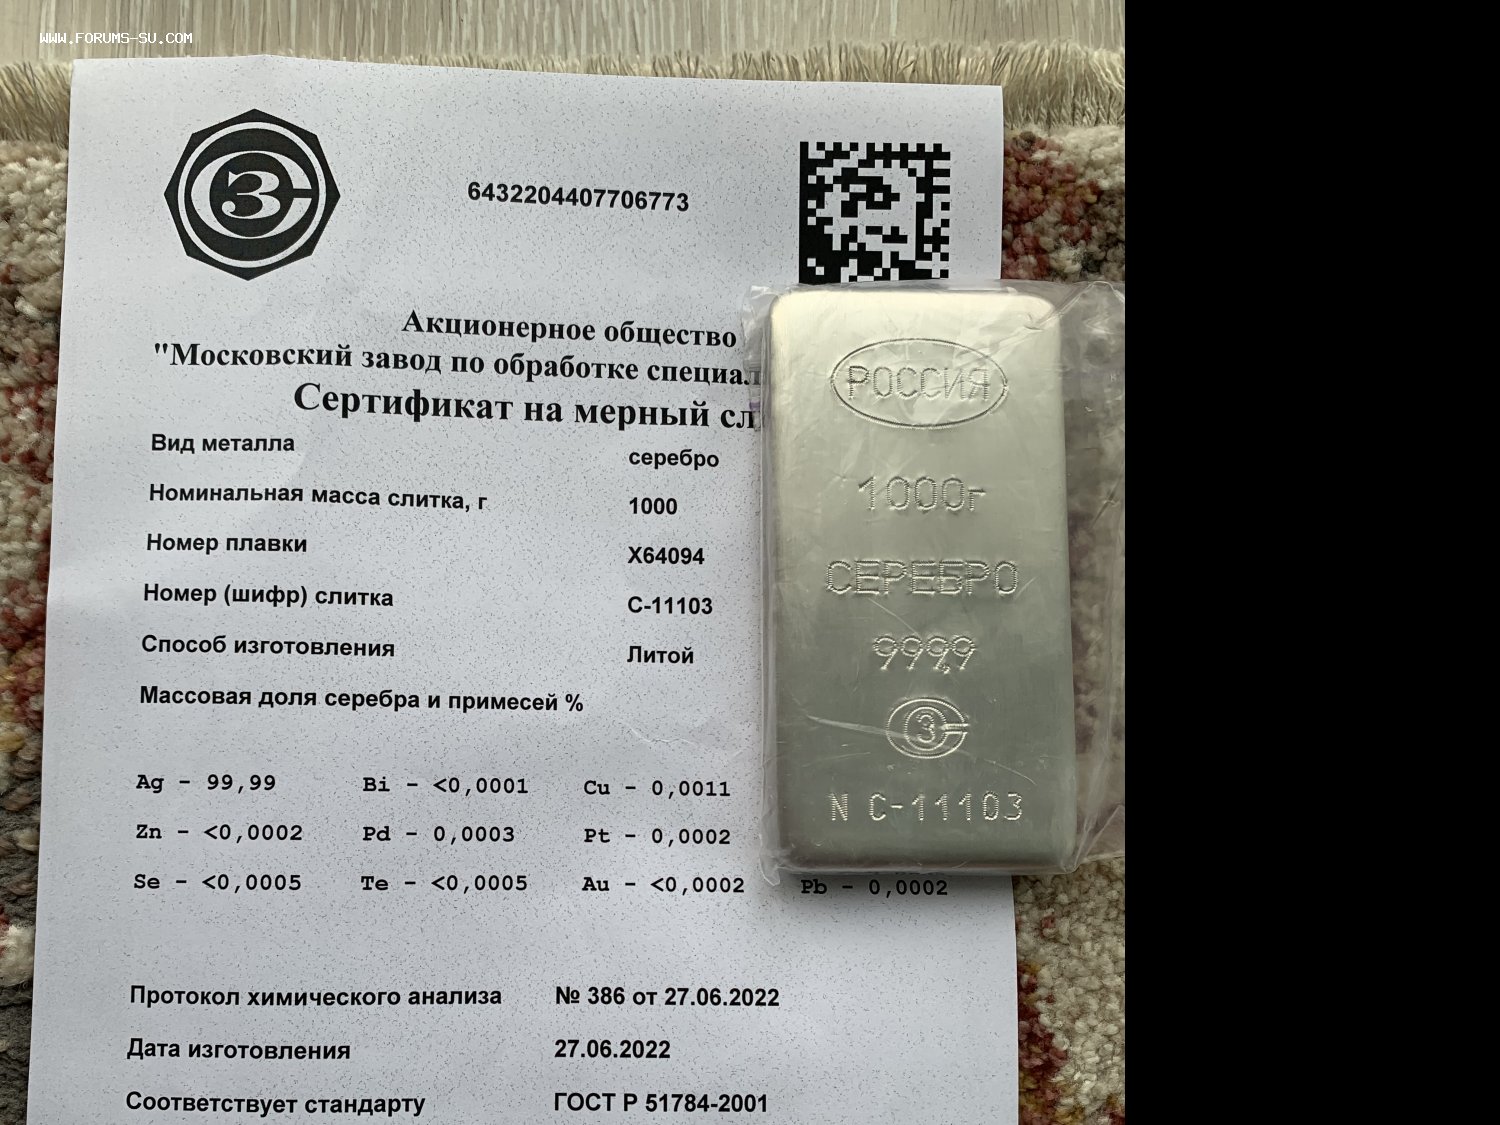 WWW.FORUMS-SU.COM
6432204407706773
Акционерное общество
"Московский завод по обработке
Сертификат на мерный
Вид металла серебро
Номинальная масса слитка, г 1000
Номер плавки Х64094
Номер (шифр) слитка С-11103
Способ изготовления Литой
Массовая доля серебра и примесей %
Ag - 99,99 Bi - <0,0001 Cu - 0,0011
Zn - <0,0002 Pd - 0,0003 Pt - 0,0002
Se - <0,0005 Te - <0,0005 Au - <0,0002 Pb - 0,0002
Протокол химического анализа № 386 от 27.06.2022
Дата изготовления 27.06.2022
Соответствует стандарту ГОСТ Р 51784-2001
РОССИЯ
1000г
СЕРЕБРО
999,9
N С-11103